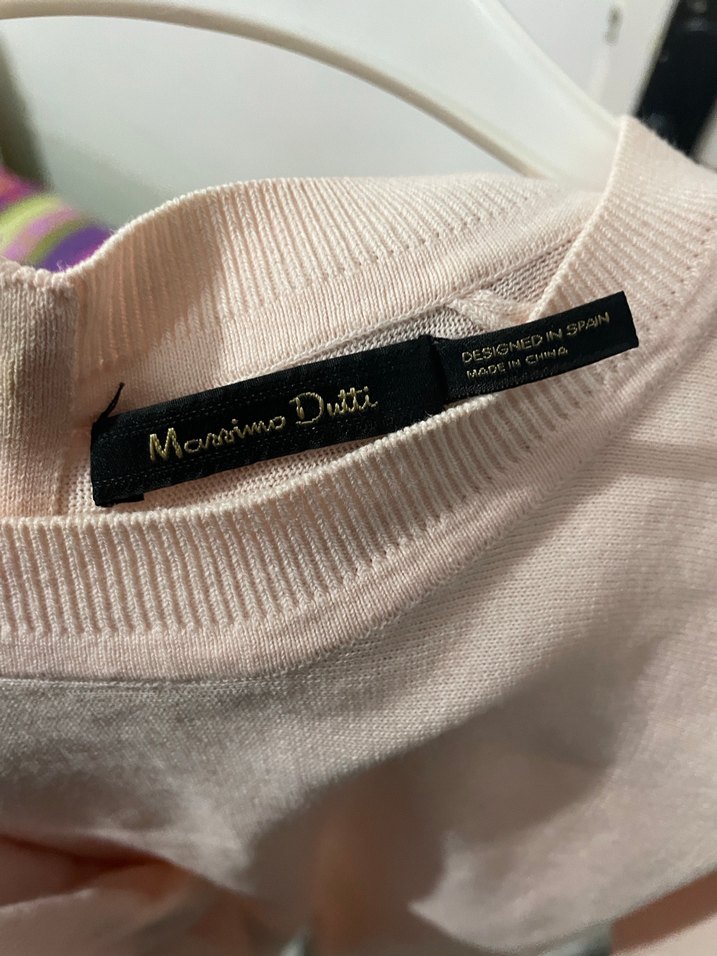 Massimo Dutti
DESIGNED IN SPAIN
MADE IN CHINA